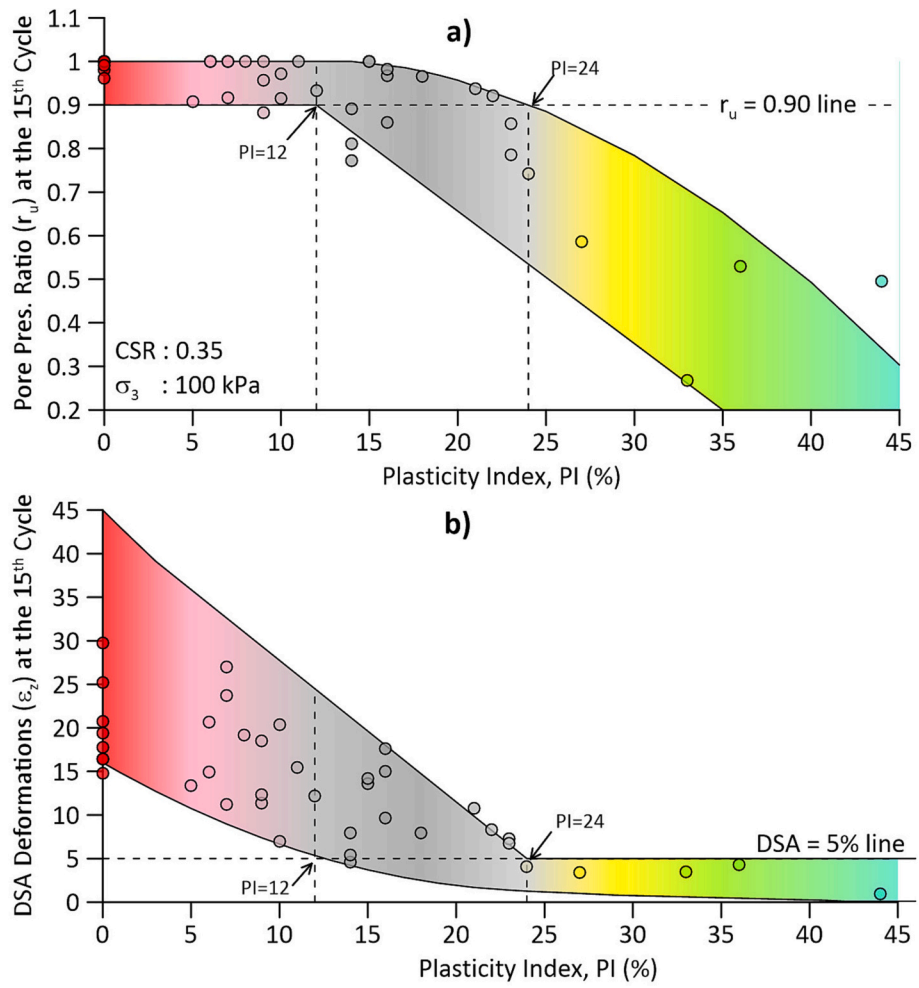 a)
Pore Pres. Ratio (r_u) at the 15th Cycle
1.1
1
0.9
0.8
0.7
0.6
0.5
0.4
0.3
0.2
PI=24
r_u = 0.90 line
PI=12
CSR : 0.35
σ_3 : 100 kPa
0 5 10 15 20 25 30 35 40 45
Plasticity Index, PI (%)
b)
DSA Deformations (ε_z) at the 15th Cycle
45
40
35
30
25
20
15
10
5
0
PI=24
DSA = 5% line
PI=12
0 5 10 15 20 25 30 35 40 45
Plasticity Index, PI (%)